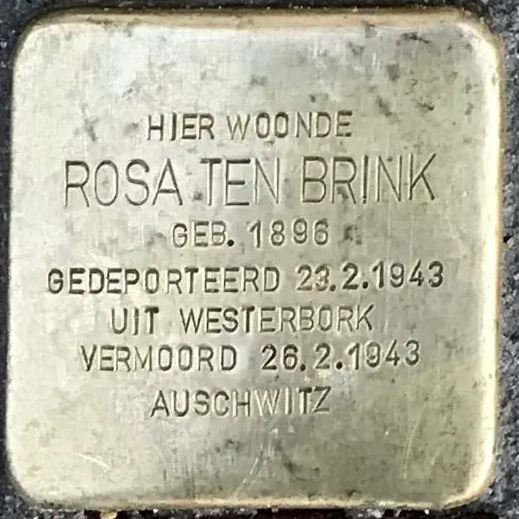 HIER WOONDE
ROSA TEN BRINK
GEB. 1896
GEDEPORTEERD 23.2.1943
UIT WESTERBORK
VERMOORD 26.2.1943
AUSCHWITZ